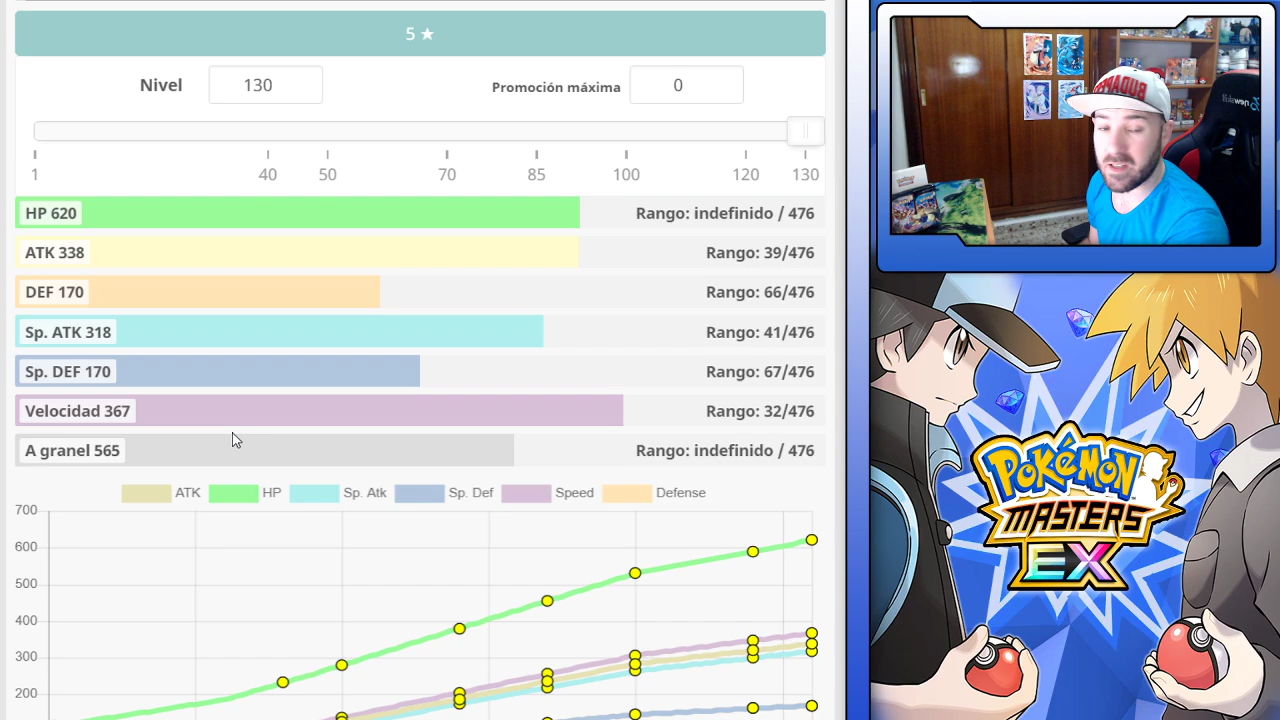 5 ★
Nivel 130 Promoción máxima 0
1 40 50 70 85 100 120 130
HP 620 Rango: indefinido / 476
ATK 338 Rango: 39/476
DEF 170 Rango: 66/476
Sp. ATK 318 Rango: 41/476
Sp. DEF 170 Rango: 67/476
Velocidad 367 Rango: 32/476
A granel 565 Rango: indefinido / 476
ATK HP Sp. Atk Sp. Def Speed Defense
700
600
500
400
300
200
POKéMON
MASTERS
EX
newskill